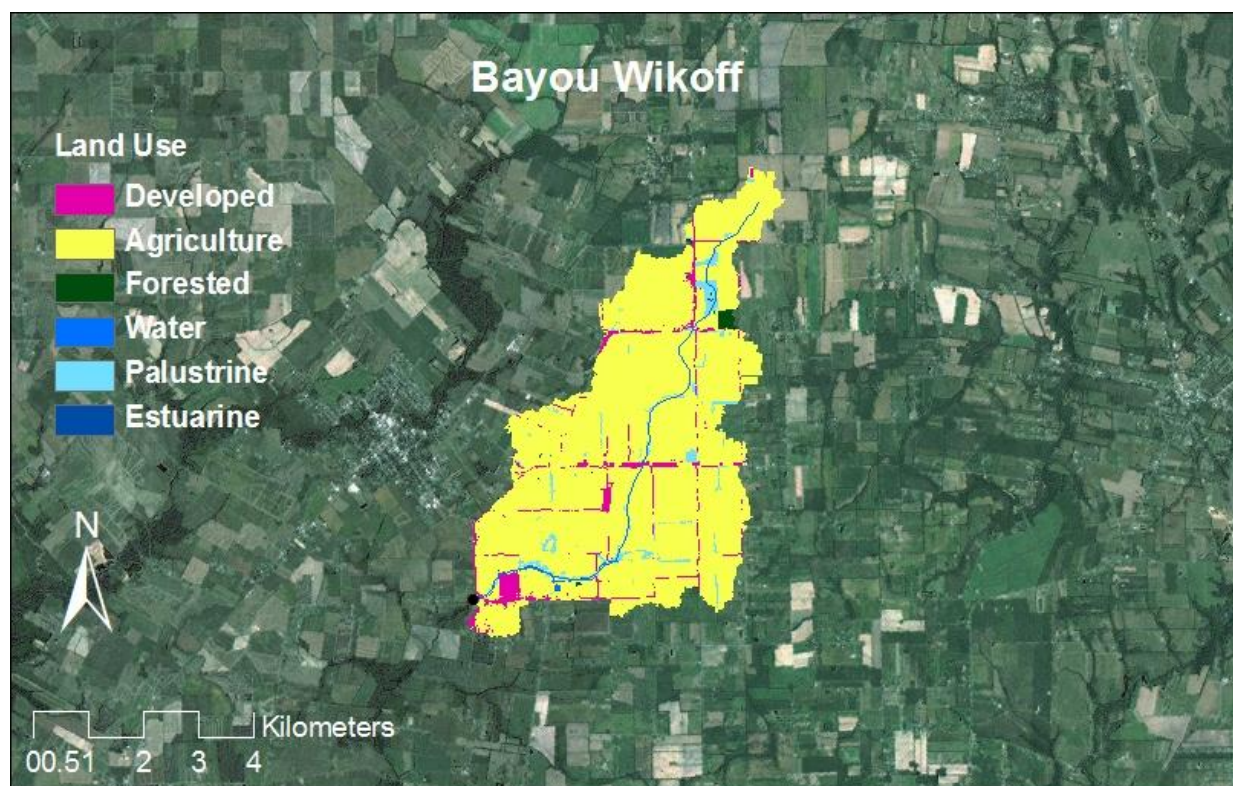 Bayou Wikoff
Land Use
Developed
Agriculture
Forested
Water
Palustrine
Estuarine
N
Kilometers
00.51 2 3 4